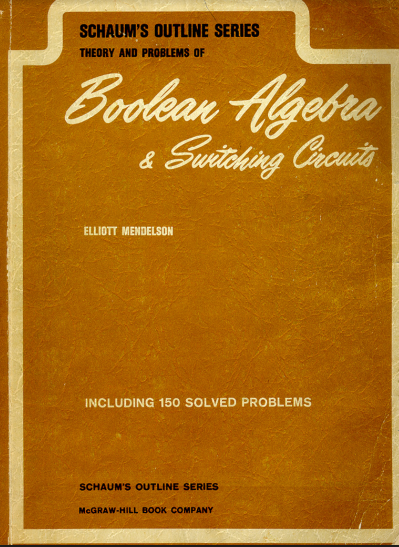 SCHAUM'S OUTLINE SERIES
THEORY AND PROBLEMS OF
Boolean Algebra
& Switching Circuits
ELLIOTT MENDELSON
INCLUDING 150 SOLVED PROBLEMS
SCHAUM'S OUTLINE SERIES
McGRAW-HILL BOOK COMPANY